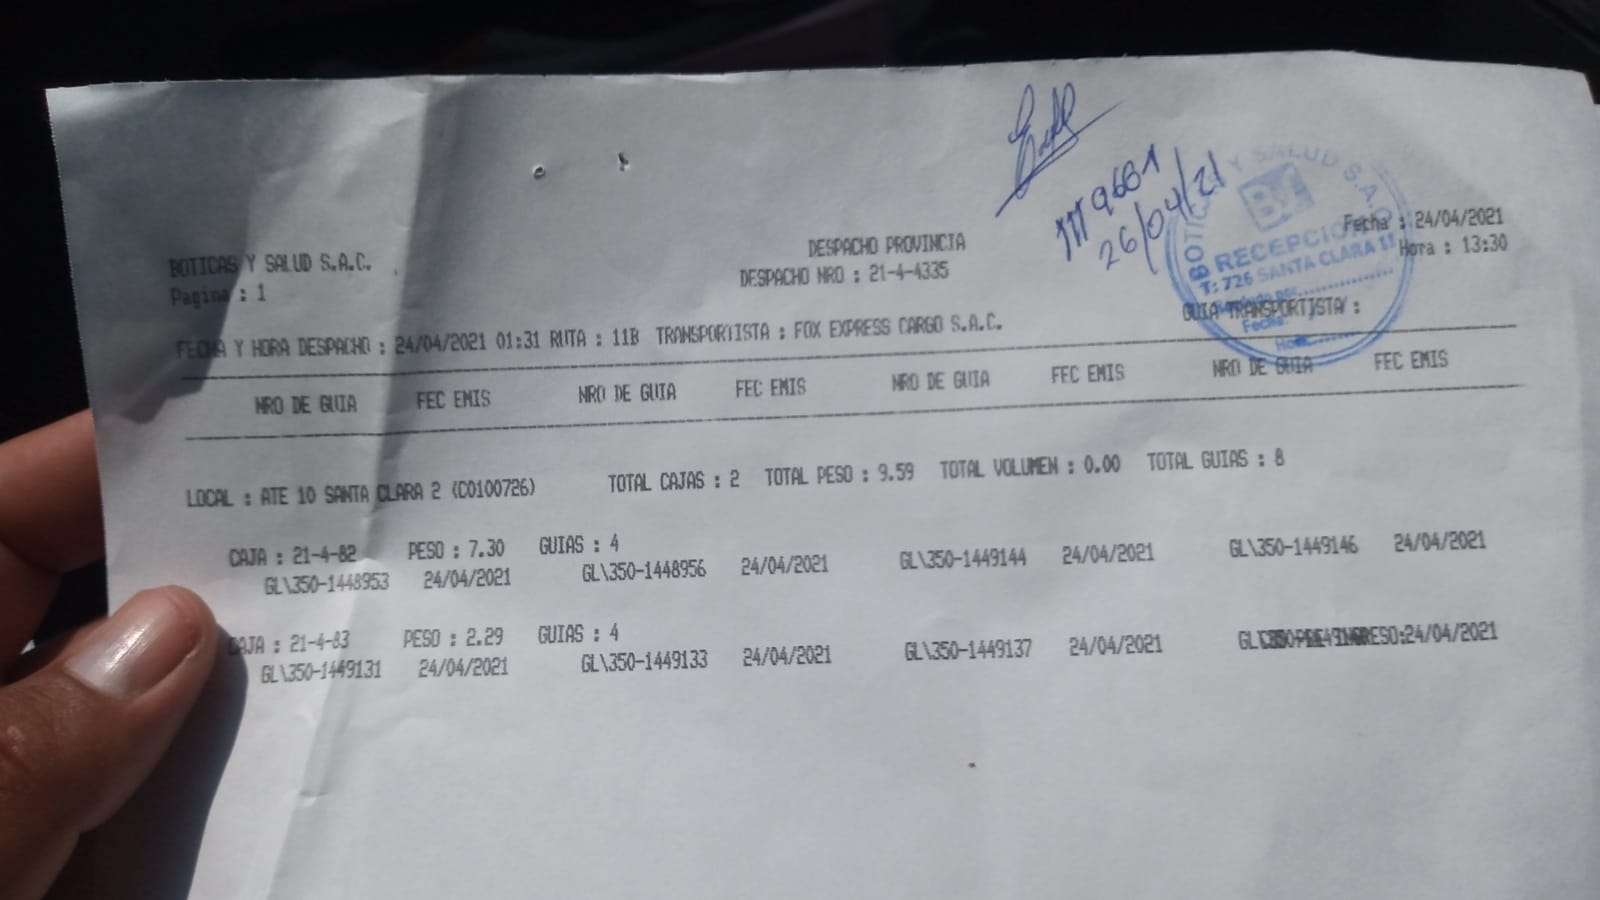 26/04/21
BOTICAS Y SALUD S.A.C.
RECEPCION
T: 726 SANTA CLARA II
Recibido por:
Fecha:
Hora:
DESPACHO PROVINCIA Fecha : 24/04/2021
BOTICAS Y SALUD S.A.C. DESPACHO NRO : 21-4-4335 Hora : 13:30
Pagina : 1
GUIA TRANSPORTISTA :
FECHA Y HORA DESPACHO : 24/04/2021 01:31 RUTA : 11B TRANSPORTISTA : FOX EXPRESS CARGO S.A.C.
NRO DE GUIA FEC EMIS NRO DE GUIA FEC EMIS NRO DE GUIA FEC EMIS NRO DE GUIA FEC EMIS
LOCAL : ATE 10 SANTA CLARA 2 (C0100726) TOTAL CAJAS : 2 TOTAL PESO : 9.59 TOTAL VOLUMEN : 0.00 TOTAL GUIAS : 8
CAJA : 21-4-82 PESO : 7.30 GUIAS : 4
GL\350-1448953 24/04/2021 GL\350-1448956 24/04/2021 GL\350-1449144 24/04/2021 GL\350-1449146 24/04/2021
CAJA : 21-4-83 PESO : 2.29 GUIAS : 4
GL\350-1449131 24/04/2021 GL\350-1449133 24/04/2021 GL\350-1449137 24/04/2021 24/04/2021